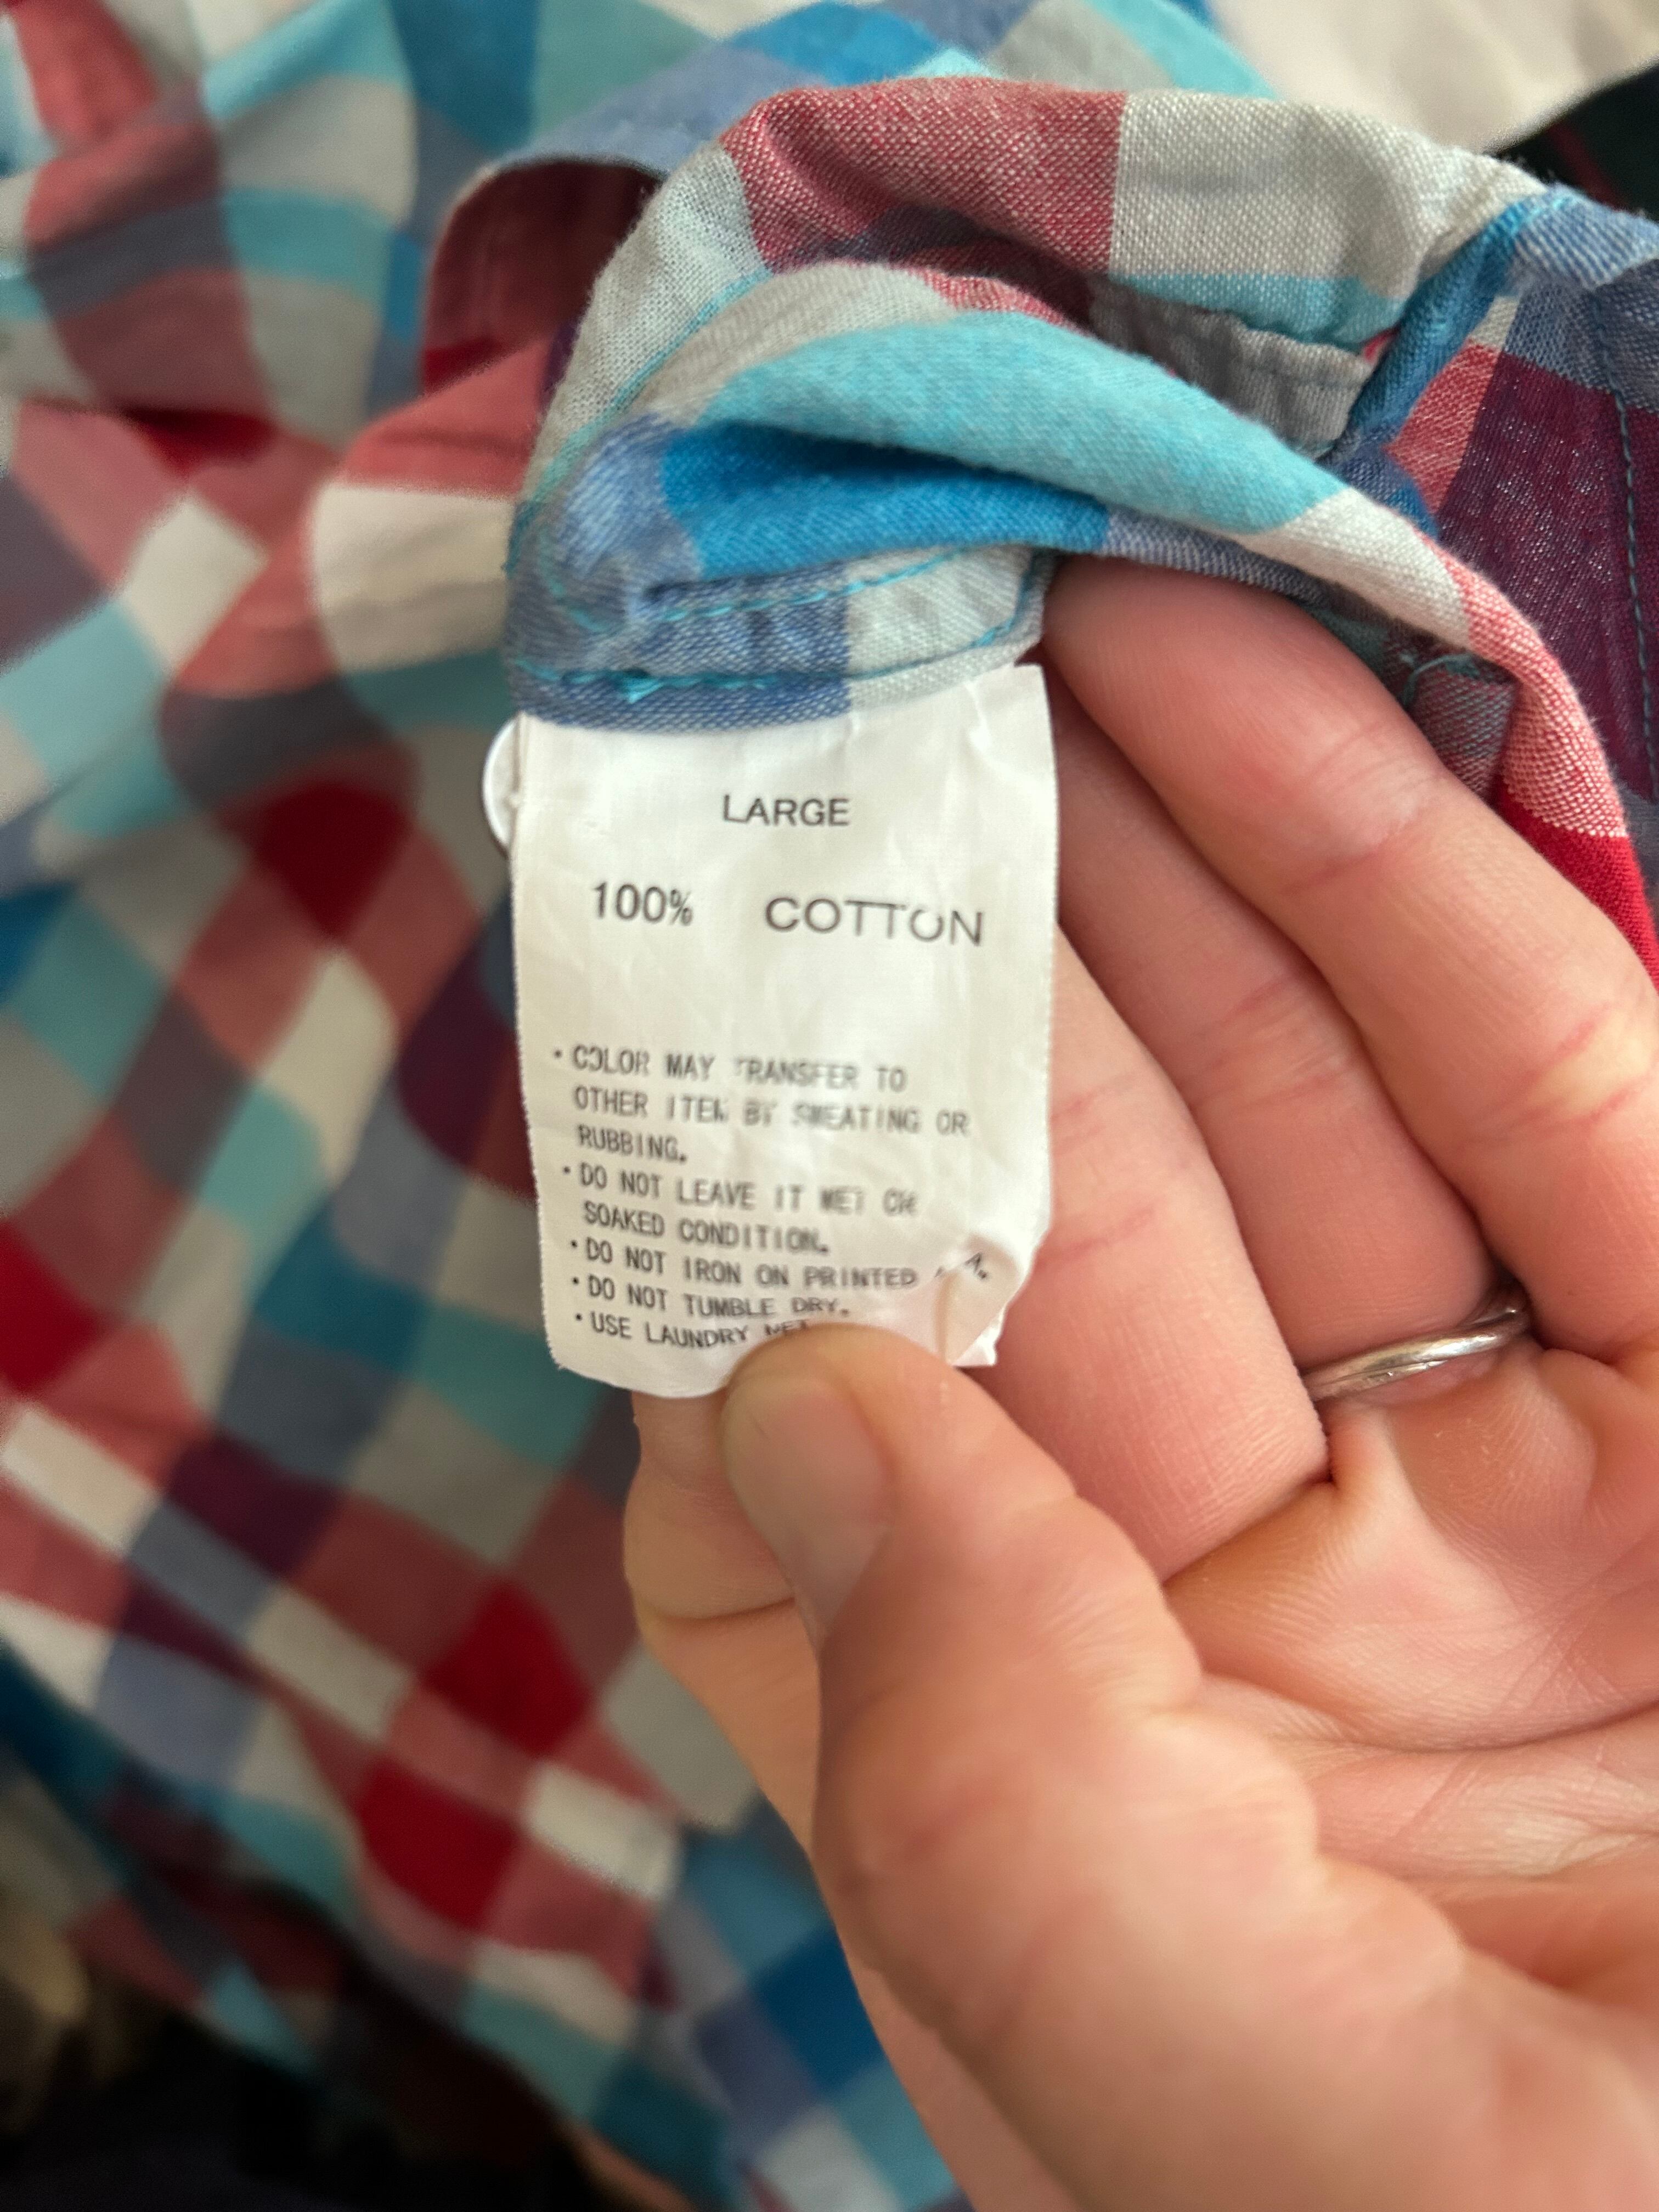 LARGE
100% COTTON
• COLOR MAY TRANSFER TO
OTHER ITEM BY SWEATING OR
RUBBING.
• DO NOT LEAVE IT WET OR
SOAKED CONDITION.
• DO NOT IRON ON PRINTED
• DO NOT TUMBLE DRY.
• USE LAUNDRY NET